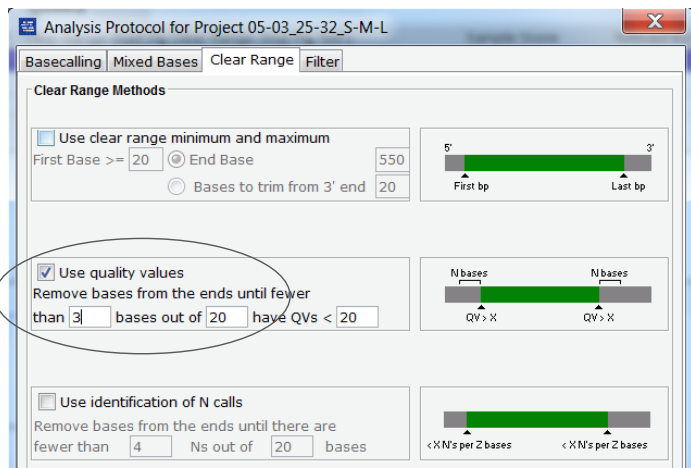 Analysis Protocol for Project 05-03_25-32_S-M-L
Basecalling Mixed Bases Clear Range Filter
Clear Range Methods
Use clear range minimum and maximum
First Base >= 20 End Base 550
Bases to trim from 3' end 20
5' 3'
First bp Last bp
Use quality values
Remove bases from the ends until fewer
than 3 bases out of 20 have QVs < 20
N bases N bases
QV > X QV > X
Use identification of N calls
Remove bases from the ends until there are
fewer than 4 Ns out of 20 bases
<X N's per Z bases <X N's per Z bases